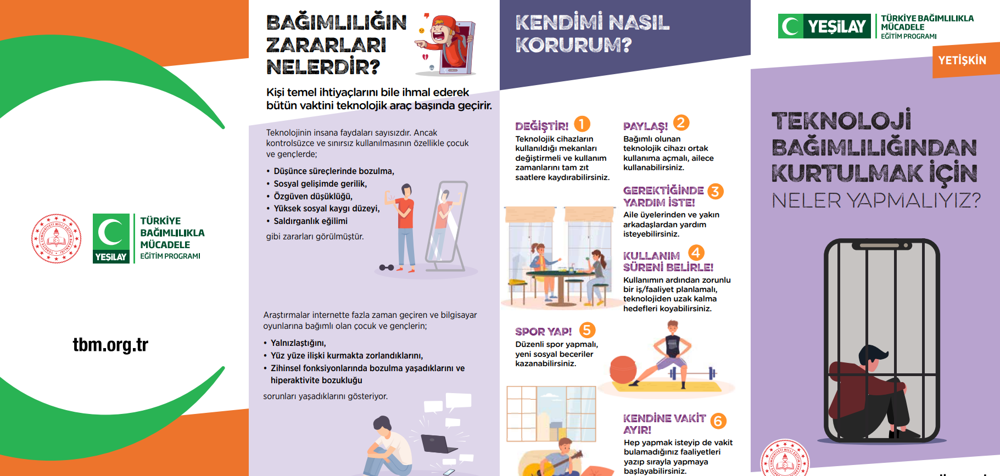 TÜRKİYE
BAĞIMLILIKLA
MÜCADELE
EĞİTİM PROGRAMI
YEŞİLAY
tbm.org.tr
BAĞIMLILIĞIN
ZARARLARI
NELERDİR?
Kişi temel ihtiyaçlarını bile ihmal ederek
bütün vaktini teknolojik araç başında geçirir.
Teknolojinin insana faydaları sayısızdır. Ancak
kontrolsüzce ve sınırsız kullanılmasının özellikle çocuk
ve gençlerde;
• Düşünce süreçlerinde bozulma,
• Sosyal gelişimde gerilik,
• Özgüven düşüklüğü,
• Yüksek sosyal kaygı düzeyi,
• Saldırganlık eğilimi
gibi zararları görülmüştür.
Araştırmalar internette fazla zaman geçiren ve bilgisayar
oyunlarına bağımlı olan çocuk ve gençlerin;
• Yalnızlaştığını,
• Yüz yüze ilişki kurmakta zorlandıklarını,
• Zihinsel fonksiyonlarında bozulma yaşadıklarını ve
hiperaktivite bozukluğu
sorunları yaşadıklarını gösteriyor.
KENDİMİ NASIL
KORURUM?
DEĞİŞTİR! 1
Teknolojik cihazların
kullanıldığı mekanları
değiştirmeli ve kullanım
zamanlarını tam zıt
saatlere kaydırabilirsiniz.
PAYLAŞ! 2
Bağımlı olunan
teknolojik cihazı ortak
kullanıma açmalı, ailece
kullanabilirsiniz.
GEREKTİĞİNDE 3
YARDIM İSTE!
Aile üyelerinden ve yakın
arkadaşlardan yardım
isteyebilirsiniz.
KULLANIM 4
SÜRENİ BELİRLE!
Kullanımın ardından zorunlu
bir iş/faaliyet planlamalı,
teknolojiden uzak kalma
hedefleri koyabilirsiniz.
SPOR YAP! 5
Düzenli spor yapmalı,
yeni sosyal beceriler
kazanabilirsiniz.
KENDİNE VAKİT 6
AYIR!
Hep yapmak isteyip de vakit
bulamadığınız faaliyetleri
yazıp sırayla yapmaya
başlayabilirsiniz.
YEŞİLAY
TÜRKİYE BAĞIMLILIKLA
MÜCADELE
EĞİTİM PROGRAMI
YETİŞKİN
TEKNOLOJİ
BAĞIMLILIĞINDAN
KURTULMAK İÇİN
NELER YAPMALIYIZ?